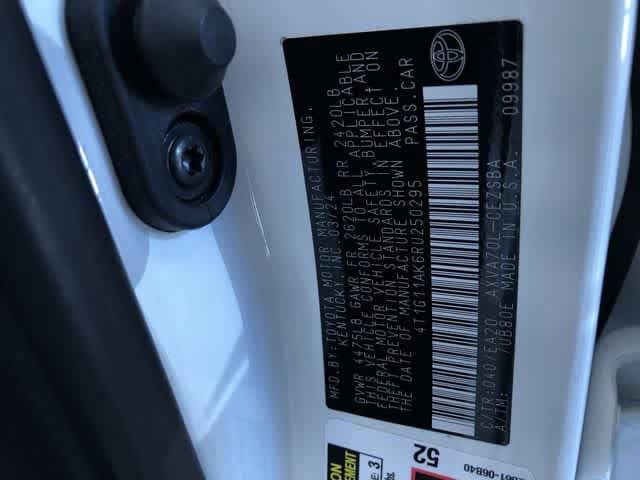 MFD. BY:TOYOTA MOTOR MANUFACTURING,
KENTUCKY, INC. 03/24
GVWR 4475LB GAWR FR 2620LB RR 2420LB
THIS VEHICLE CONFORMS TO ALL APPLICABLE
FEDERAL MOTOR VEHICLE SAFETY, BUMPER, AND
THEFT PREVENTION STANDARDS IN EFFECT ON
THE DATE OF MANUFACTURE SHOWN ABOVE.
4T1G11AK6RU250295 PASS.CAR
C/TR:040/EA20 AXVA70L-CEZSBA
A/TM: /UB80E MADE IN U.S.A. 09987
52